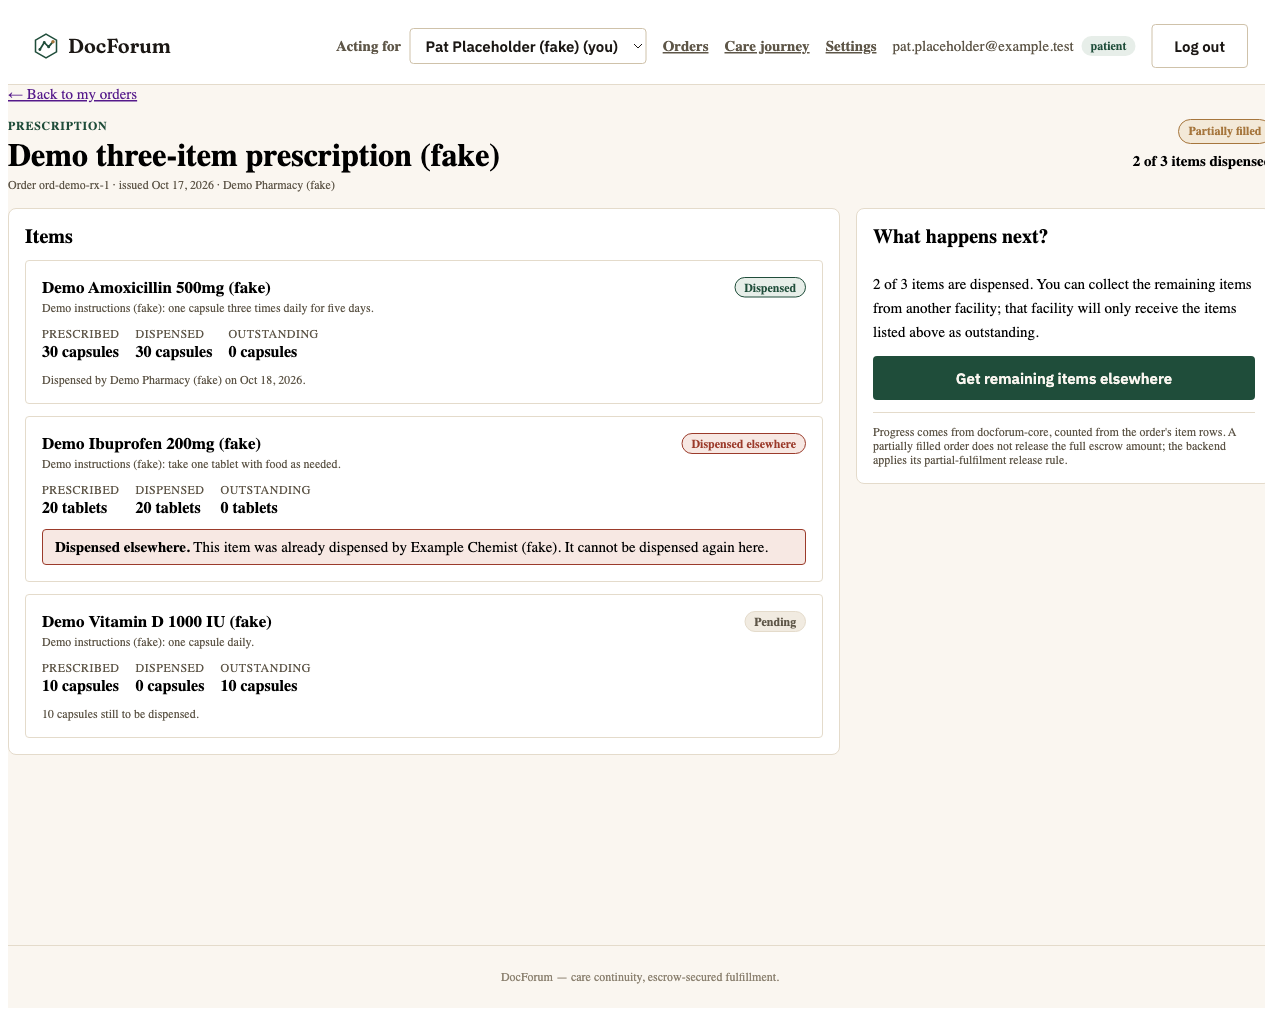 DocForum
Acting for
Pat Placeholder (fake) (you)
Orders
Care journey
Settings
pat.placeholder@example.test
patient
Log out
← Back to my orders
PRESCRIPTION
Demo three-item prescription (fake)
Order ord-demo-rx-1 · issued Oct 17, 2026 · Demo Pharmacy (fake)
Partially filled
2 of 3 items dispensed
Items
Demo Amoxicillin 500mg (fake)
Dispensed
Demo instructions (fake): one capsule three times daily for five days.
PRESCRIBED DISPENSED OUTSTANDING
30 capsules 30 capsules 0 capsules
Dispensed by Demo Pharmacy (fake) on Oct 18, 2026.
Demo Ibuprofen 200mg (fake)
Dispensed elsewhere
Demo instructions (fake): take one tablet with food as needed.
PRESCRIBED DISPENSED OUTSTANDING
20 tablets 20 tablets 0 tablets
Dispensed elsewhere. This item was already dispensed by Example Chemist (fake). It cannot be dispensed again here.
Demo Vitamin D 1000 IU (fake)
Pending
Demo instructions (fake): one capsule daily.
PRESCRIBED DISPENSED OUTSTANDING
10 capsules 0 capsules 10 capsules
10 capsules still to be dispensed.
What happens next?
2 of 3 items are dispensed. You can collect the remaining items
from another facility; that facility will only receive the items
listed above as outstanding.
Get remaining items elsewhere
Progress comes from docforum-core, counted from the order's item rows. A
partially filled order does not release the full escrow amount; the backend
applies its partial-fulfilment release rule.
DocForum — care continuity, escrow-secured fulfillment.